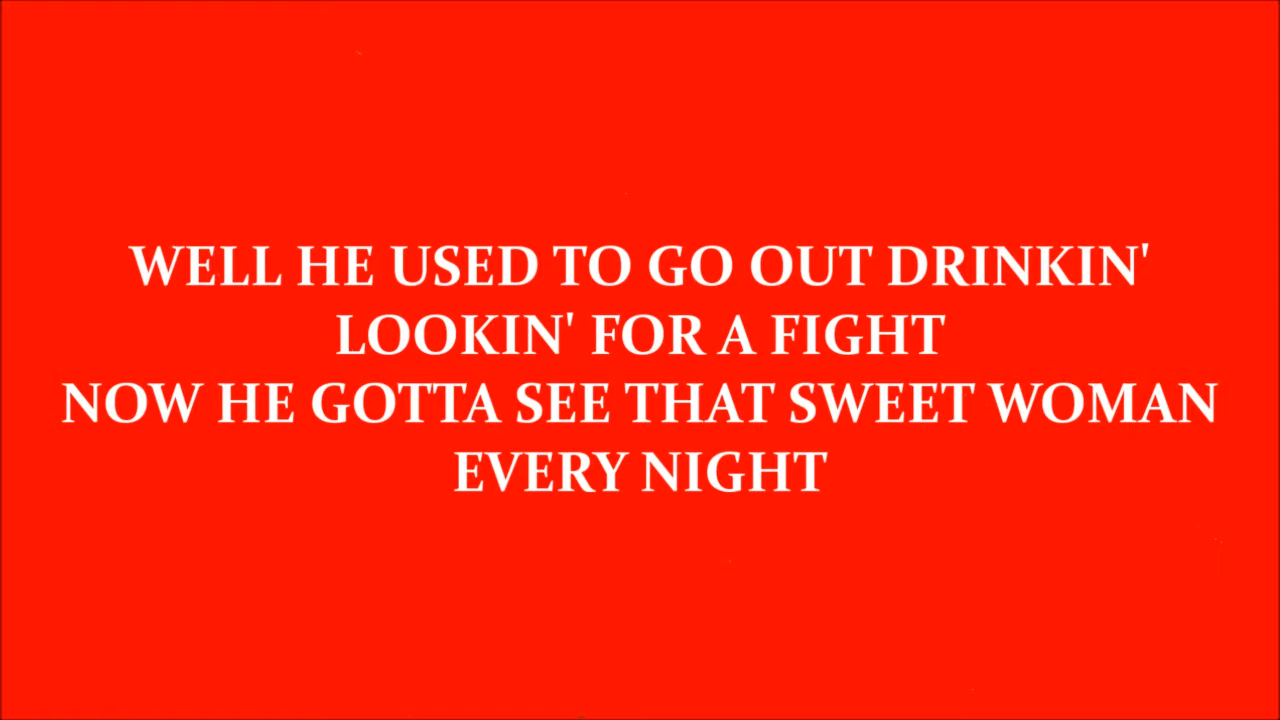 WELL HE USED TO GO OUT DRINKIN'
LOOKIN' FOR A FIGHT
NOW HE GOTTA SEE THAT SWEET WOMAN
EVERY NIGHT